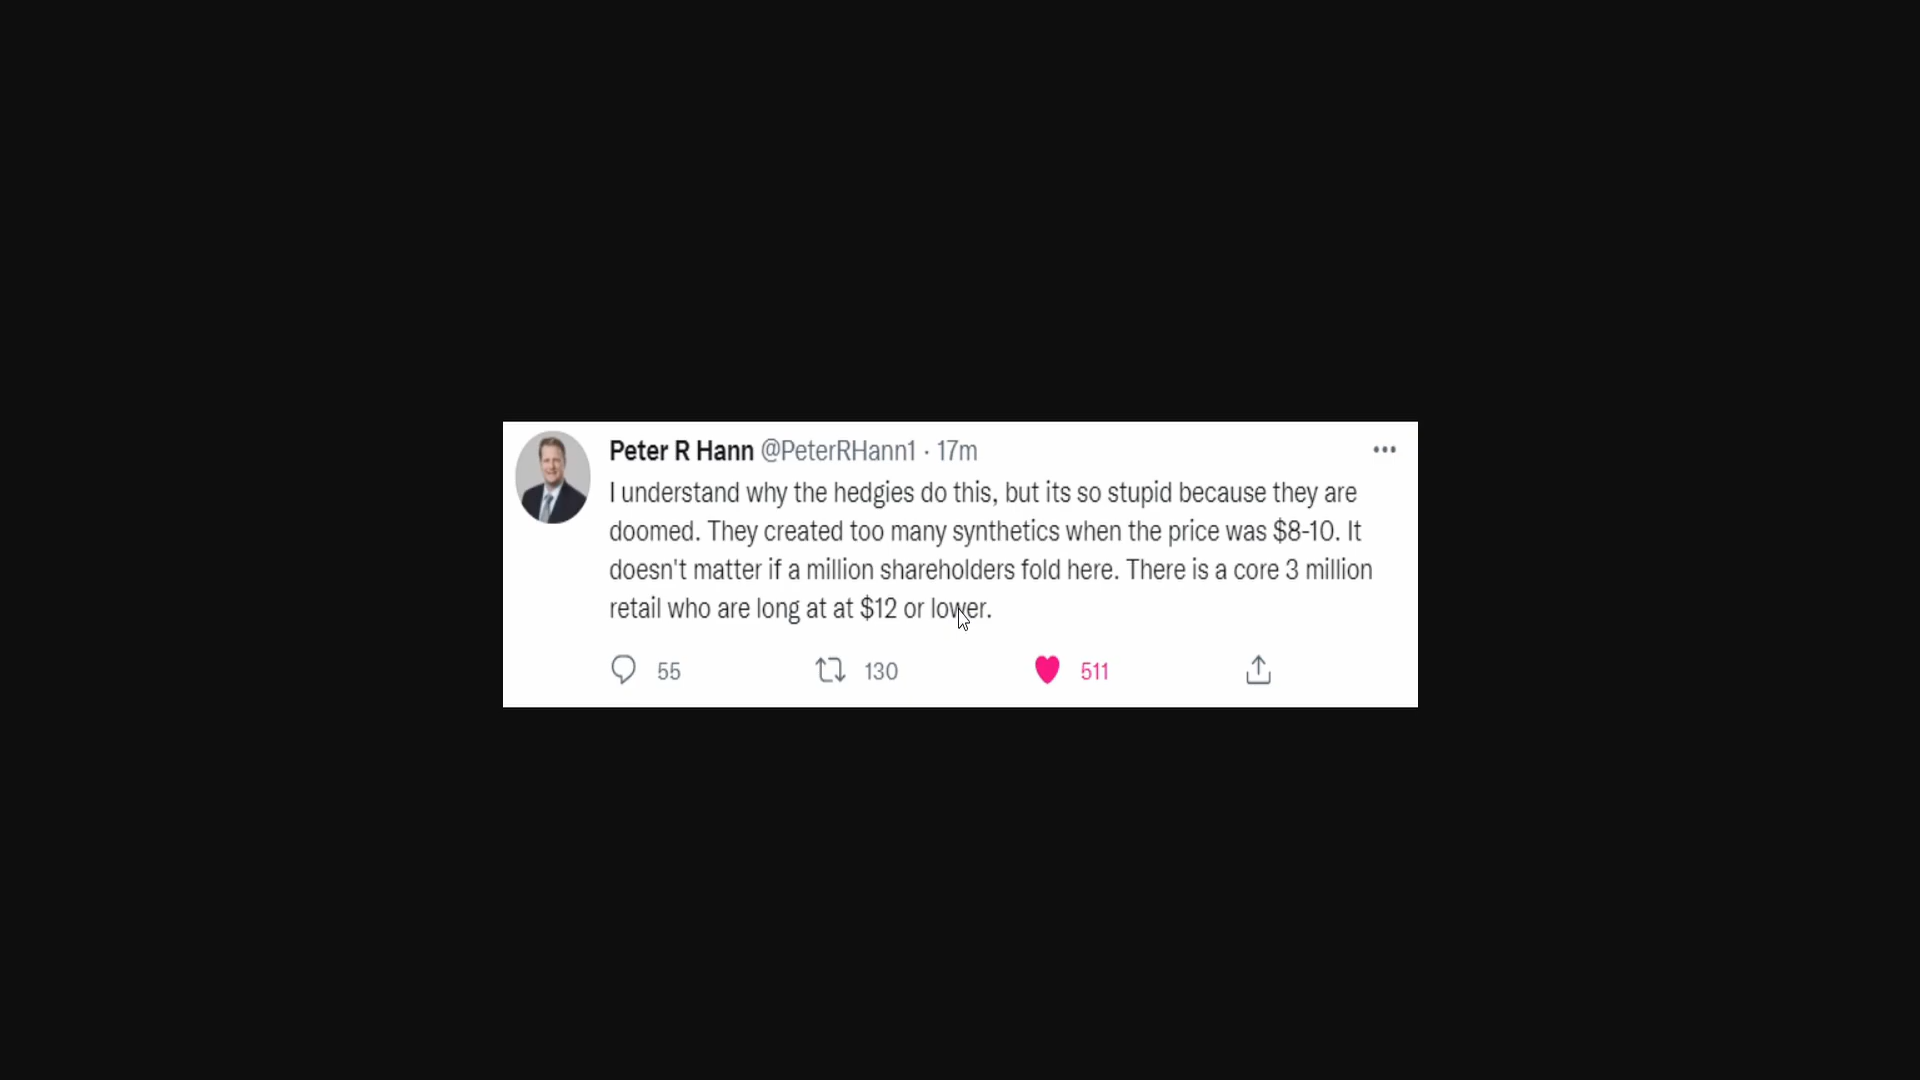 Peter R Hann @PeterRHann1 · 17m
I understand why the hedgies do this, but its so stupid because they are
doomed. They created too many synthetics when the price was $8-10. It
doesn't matter if a million shareholders fold here. There is a core 3 million
retail who are long at at $12 or lower.
55 130 511